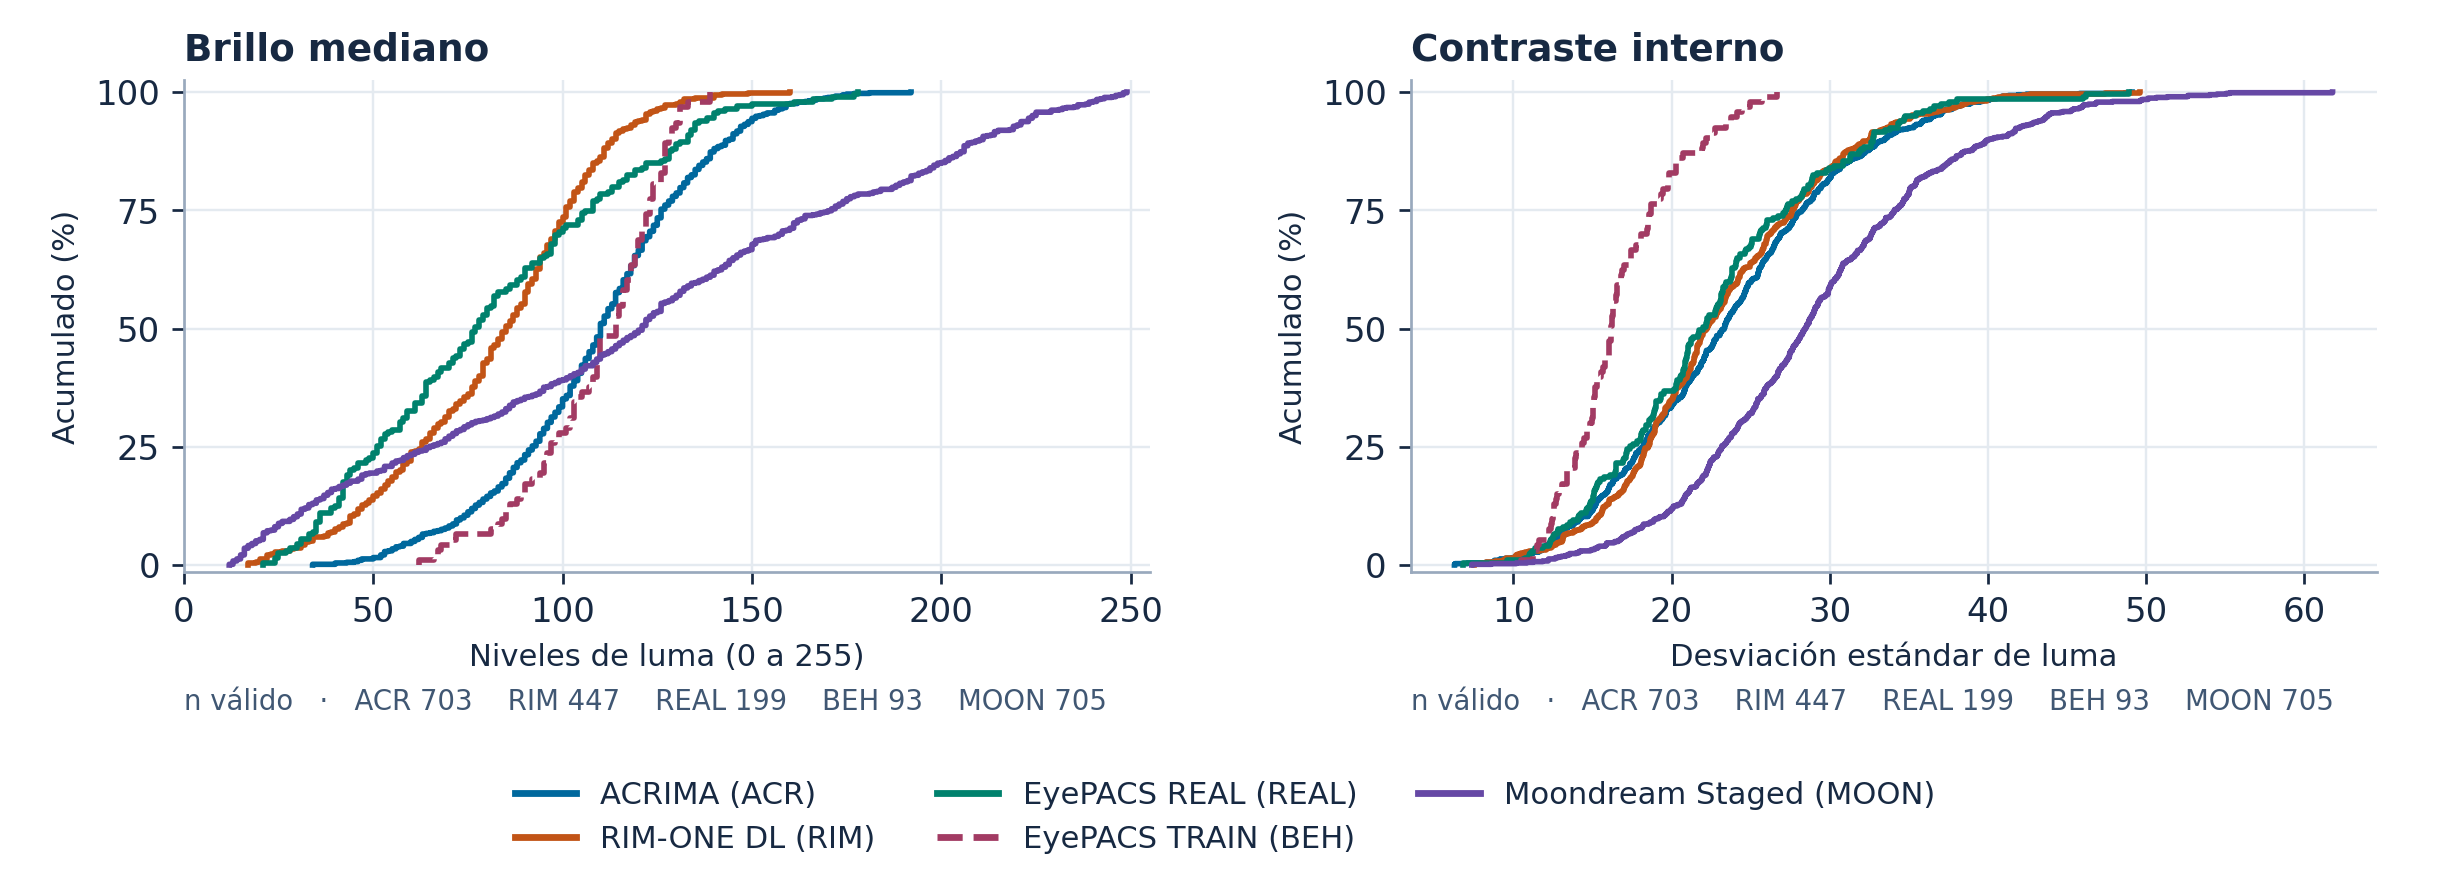 Brillo mediano
Acumulado (%)
100
75
50
25
0
0 50 100 150 200 250
Niveles de luma (0 a 255)
n válido · ACR 703 RIM 447 REAL 199 BEH 93 MOON 705
Contraste interno
Acumulado (%)
100
75
50
25
0
10 20 30 40 50 60
Desviación estándar de luma
n válido · ACR 703 RIM 447 REAL 199 BEH 93 MOON 705
ACRIMA (ACR)
RIM-ONE DL (RIM)
EyePACS REAL (REAL)
EyePACS TRAIN (BEH)
Moondream Staged (MOON)